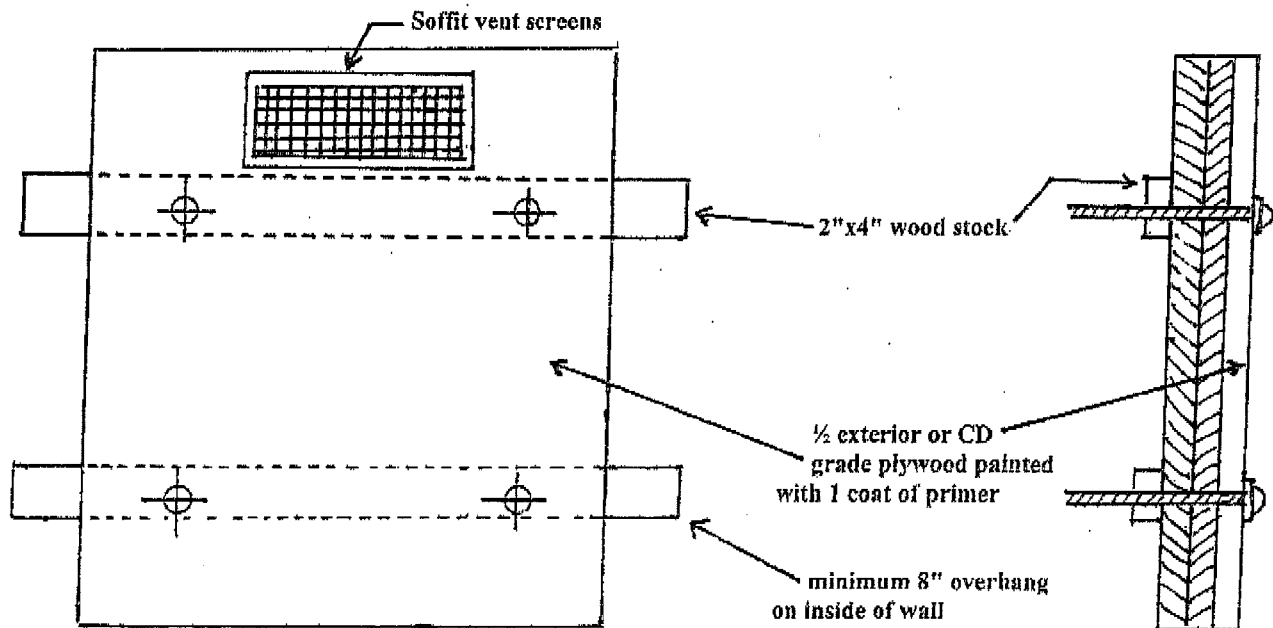 Soffit vent screens
2"x4" wood stock
½ exterior or CD
grade plywood painted
with 1 coat of primer
minimum 8" overhang
on inside of wall